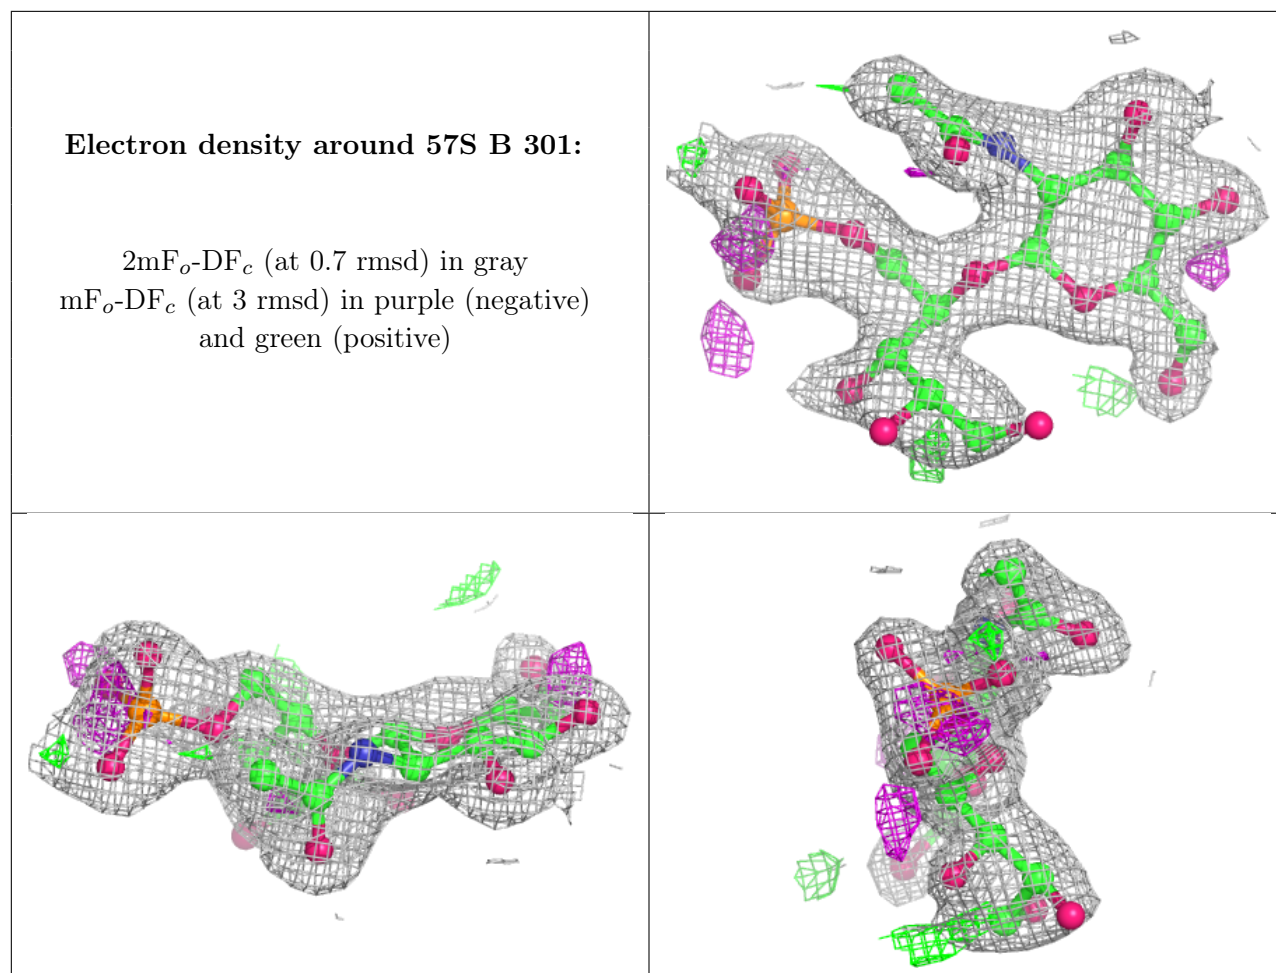 Electron density around 57S B 301:
2mFo-DFc (at 0.7 rmsd) in gray
mFo-DFc (at 3 rmsd) in purple (negative)
and green (positive)